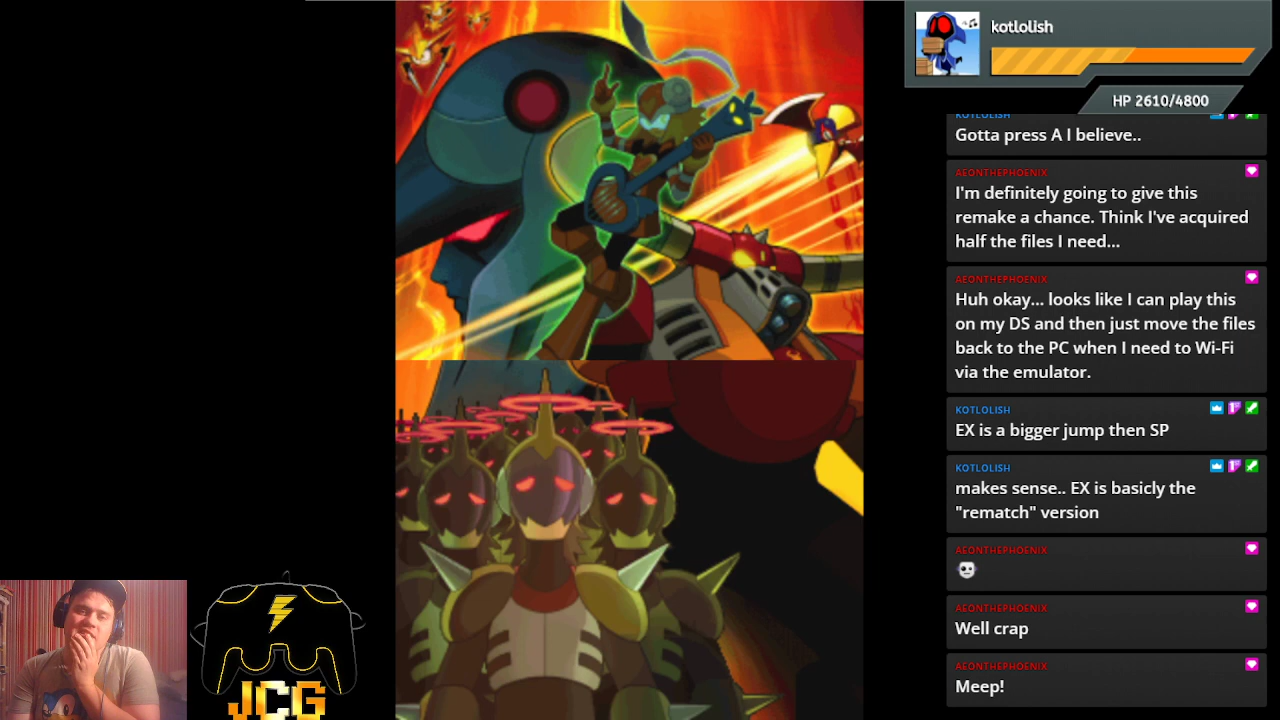 kotlolish
HP 2610/4800
KOTLOLISH
Gotta press A I believe..
AEONTHEPHOENIX
I'm definitely going to give this
remake a chance. Think I've acquired
half the files I need...
AEONTHEPHOENIX
Huh okay... looks like I can play this
on my DS and then just move the files
back to the PC when I need to Wi-Fi
via the emulator.
KOTLOLISH
EX is a bigger jump then SP
KOTLOLISH
makes sense.. EX is basicly the
"rematch" version
AEONTHEPHOENIX
AEONTHEPHOENIX
Well crap
AEONTHEPHOENIX
Meep!
JCG